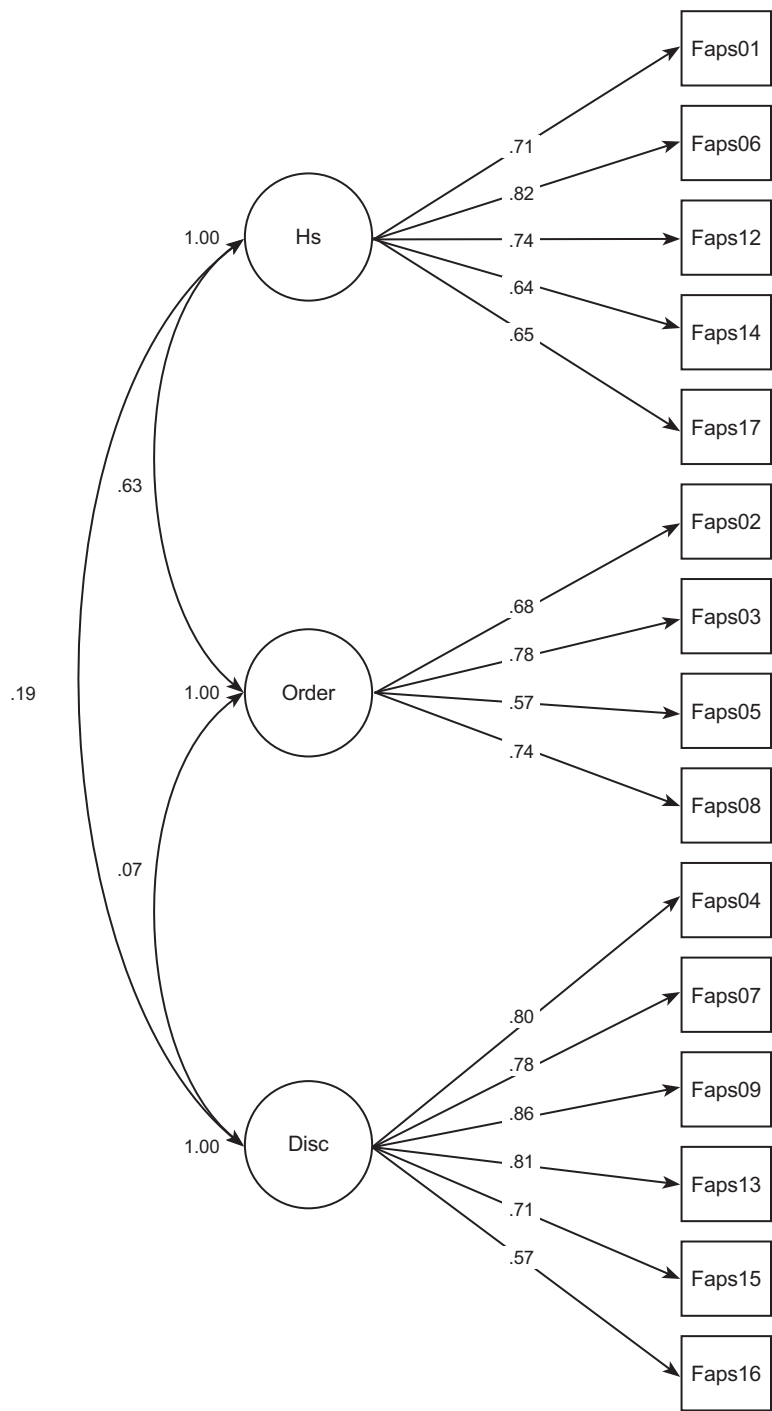 Faps01
.71
Faps06
.82
1.00
Hs
.74
Faps12
.64
Faps14
.65
Faps17
.63
Faps02
.68
Faps03
.78
.19
1.00
Order
.57
Faps05
.74
Faps08
.07
Faps04
.80
Faps07
.78
.86
Faps09
1.00
Disc
.81
Faps13
.71
Faps15
.57
Faps16